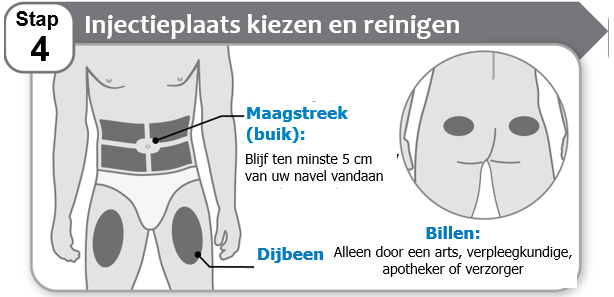 Stap
4
Injectieplaats kiezen en reinigen
Maagstreek
(buik):
Blijf ten minste 5 cm
van uw navel vandaan
Dijbeen
Billen:
Alleen door een arts, verpleegkundige,
apotheker of verzorger